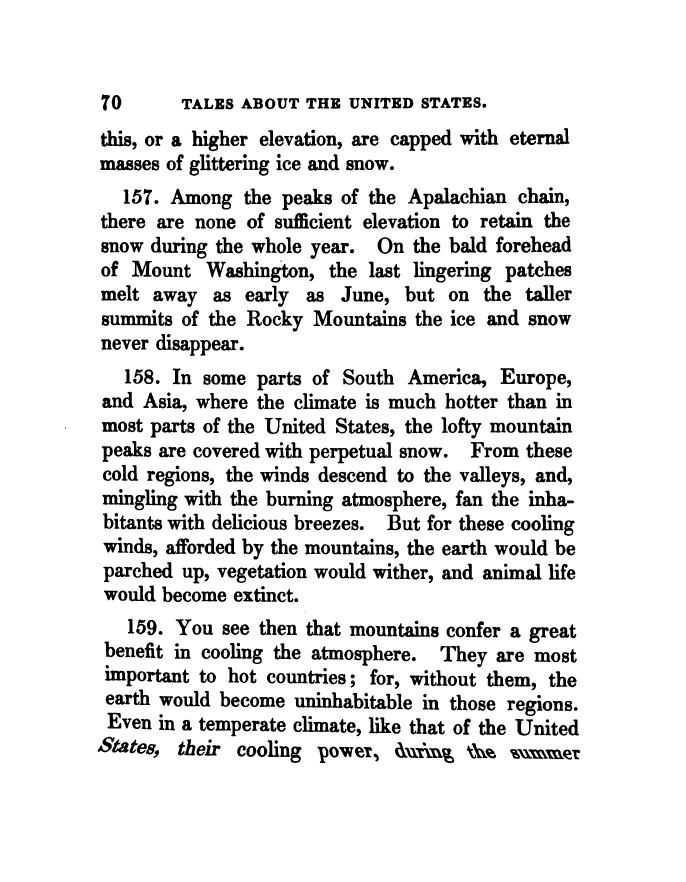 70 TALES ABOUT THE UNITED STATES.
this, or a higher elevation, are capped with eternal
masses of glittering ice and snow.
157. Among the peaks of the Apalachian chain,
there are none of sufficient elevation to retain the
snow during the whole year. On the bald forehead
of Mount Washington, the last lingering patches
melt away as early as June, but on the taller
summits of the Rocky Mountains the ice and snow
never disappear.
158. In some parts of South America, Europe,
and Asia, where the climate is much hotter than in
most parts of the United States, the lofty mountain
peaks are covered with perpetual snow. From these
cold regions, the winds descend to the valleys, and,
mingling with the burning atmosphere, fan the inha-
bitants with delicious breezes. But for these cooling
winds, afforded by the mountains, the earth would be
parched up, vegetation would wither, and animal life
would become extinct.
159. You see then that mountains confer a great
benefit in cooling the atmosphere. They are most
important to hot countries; for, without them, the
earth would become uninhabitable in those regions.
Even in a temperate climate, like that of the United
States, their cooling power, during the summer